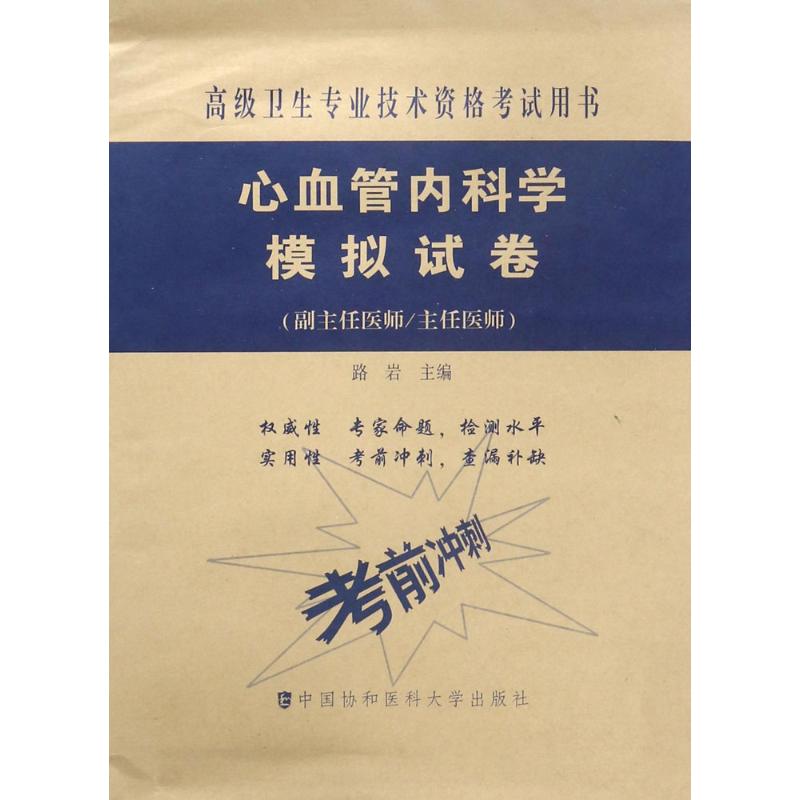 高级卫生专业技术资格考试用书
心血管内科学
模拟试卷
(副主任医师/主任医师)
路岩 主编
权威性 专家命题，检测水平
实用性 考前冲刺，查漏补缺
考前冲刺
中国协和医科大学出版社